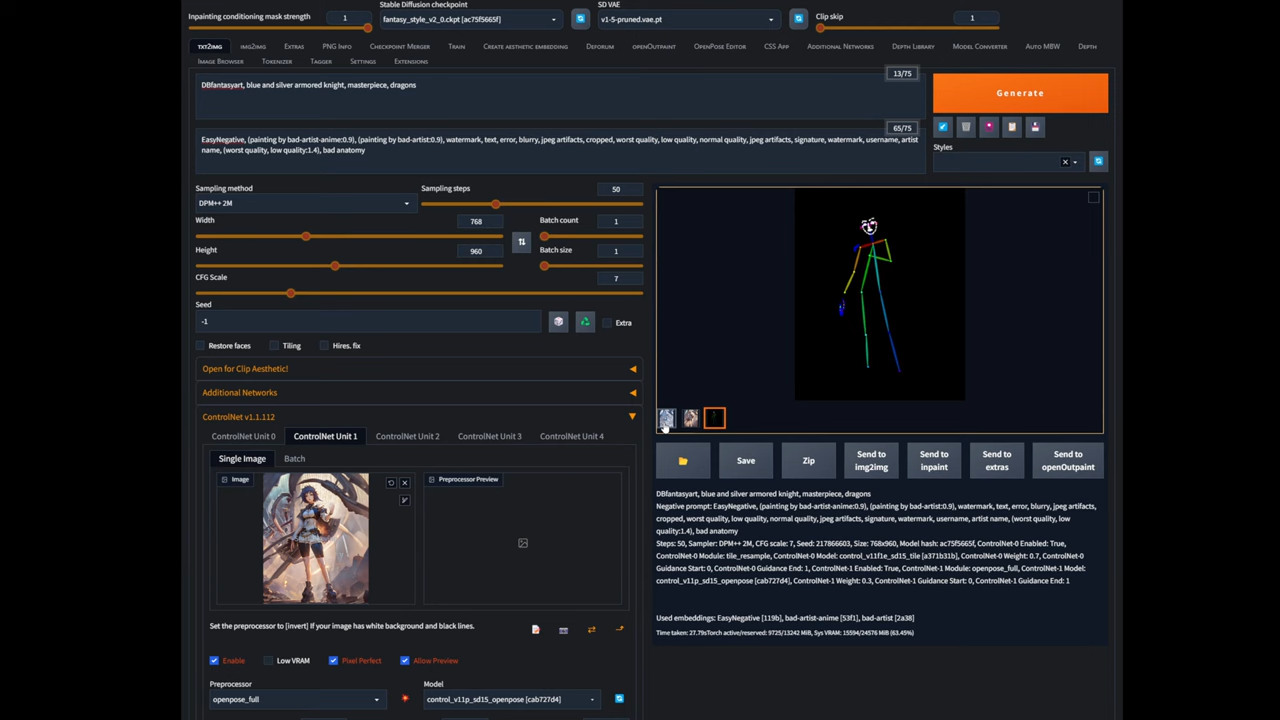 Inpainting conditioning mask strength
1
Stable Diffusion checkpoint
fantasy_style_v2_0.ckpt [ac75f5665f]
SD VAE
v1-5-pruned.vae.pt
Clip skip
1
txt2img
img2img
Extras
PNG Info
Checkpoint Merger
Train
Create aesthetic embedding
Deforum
openOutpaint
OpenPose Editor
CSS App
Additional Networks
Depth Library
Model Converter
Auto MBW
Depth
Image Browser
Tokenizer
Tagger
Settings
Extensions
13/75
DBfantasyart, blue and silver armored knight, masterpiece, dragons
Generate
65/75
EasyNegative, (painting by bad-artist-anime:0.9), (painting by bad-artist:0.9), watermark, text, error, blurry, jpeg artifacts, cropped, worst quality, low quality, normal quality, jpeg artifacts, signature, watermark, username, artist
name, (worst quality, low quality:1.4), bad anatomy
Styles
Sampling method
DPM++ 2M
Sampling steps
50
Width
768
Batch count
1
Height
960
Batch size
1
CFG Scale
7
Seed
-1
Extra
Restore faces
Tiling
Hires. fix
Open for Clip Aesthetic!
Additional Networks
ControlNet v1.1.112
ControlNet Unit 0
ControlNet Unit 1
ControlNet Unit 2
ControlNet Unit 3
ControlNet Unit 4
Single Image
Batch
Image
Preprocessor Preview
Set the preprocessor to [invert] If your image has white background and black lines.
Enable
Low VRAM
Pixel Perfect
Allow Preview
Preprocessor
openpose_full
Model
control_v11p_sd15_openpose [cab727d4]
Save
Zip
Send to
img2img
Send to
inpaint
Send to
extras
Send to
openOutpaint
DBfantasyart, blue and silver armored knight, masterpiece, dragons
Negative prompt: EasyNegative, (painting by bad-artist-anime:0.9), (painting by bad-artist:0.9), watermark, text, error, blurry, jpeg artifacts,
cropped, worst quality, low quality, normal quality, jpeg artifacts, signature, watermark, username, artist name, (worst quality, low
quality:1.4), bad anatomy
Steps: 50, Sampler: DPM++ 2M, CFG scale: 7, Seed: 217866603, Size: 768x960, Model hash: ac75f5665f, ControlNet-0 Enabled: True,
ControlNet-0 Module: tile_resample, ControlNet-0 Model: control_v11f1e_sd15_tile [a371b31b], ControlNet-0 Weight: 0.7, ControlNet-0
Guidance Start: 0, ControlNet-0 Guidance End: 1, ControlNet-1 Enabled: True, ControlNet-1 Module: openpose_full, ControlNet-1 Model:
control_v11p_sd15_openpose [cab727d4], ControlNet-1 Weight: 0.3, ControlNet-1 Guidance Start: 0, ControlNet-1 Guidance End: 1
Used embeddings: EasyNegative [119b], bad-artist-anime [53f1], bad-artist [2a38]
Time taken: 27.79sTorch active/reserved: 9725/13242 MiB, Sys VRAM: 15594/24576 MiB (63.45%)